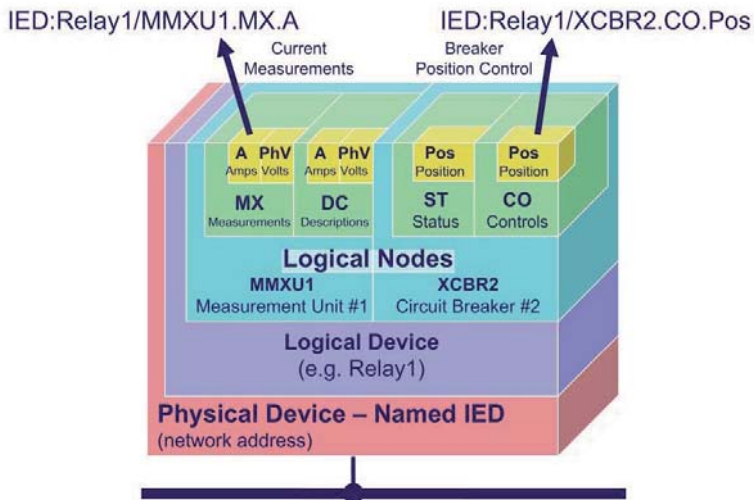 IED:Relay1/MMXU1.MX.A
IED:Relay1/XCBR2.CO.Pos
Current
Measurements
Breaker
Position Control
A PhV A PhV Pos Pos
Amps Volts Amps Volts Position Position
MX DC ST CO
Measurements Descriptions Status Controls
Logical Nodes
MMXU1 XCBR2
Measurement Unit #1 Circuit Breaker #2
Logical Device
(e.g. Relay1)
Physical Device – Named IED
(network address)